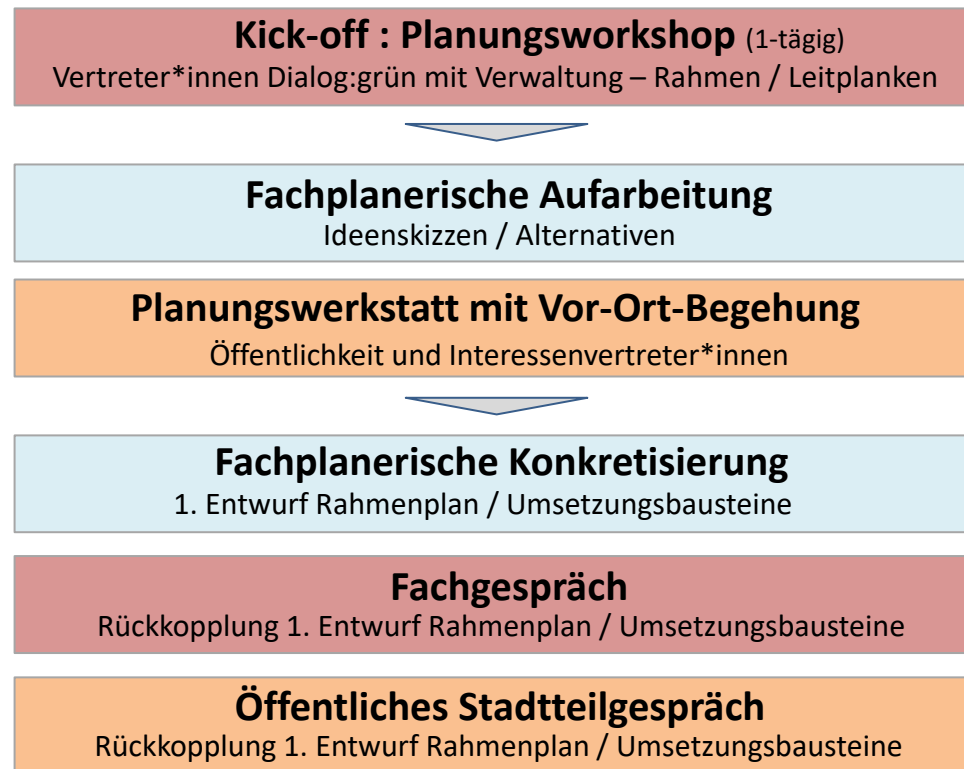 Kick-off : Planungsworkshop (1-tägig)
Vertreter*innen Dialog:grün mit Verwaltung – Rahmen / Leitplanken
Fachplanerische Aufarbeitung
Ideenskizzen / Alternativen
Planungswerkstatt mit Vor-Ort-Begehung
Öffentlichkeit und Interessenvertreter*innen
Fachplanerische Konkretisierung
1. Entwurf Rahmenplan / Umsetzungsbausteine
Fachgespräch
Rückkopplung 1. Entwurf Rahmenplan / Umsetzungsbausteine
Öffentliches Stadtteilgespräch
Rückkopplung 1. Entwurf Rahmenplan / Umsetzungsbausteine